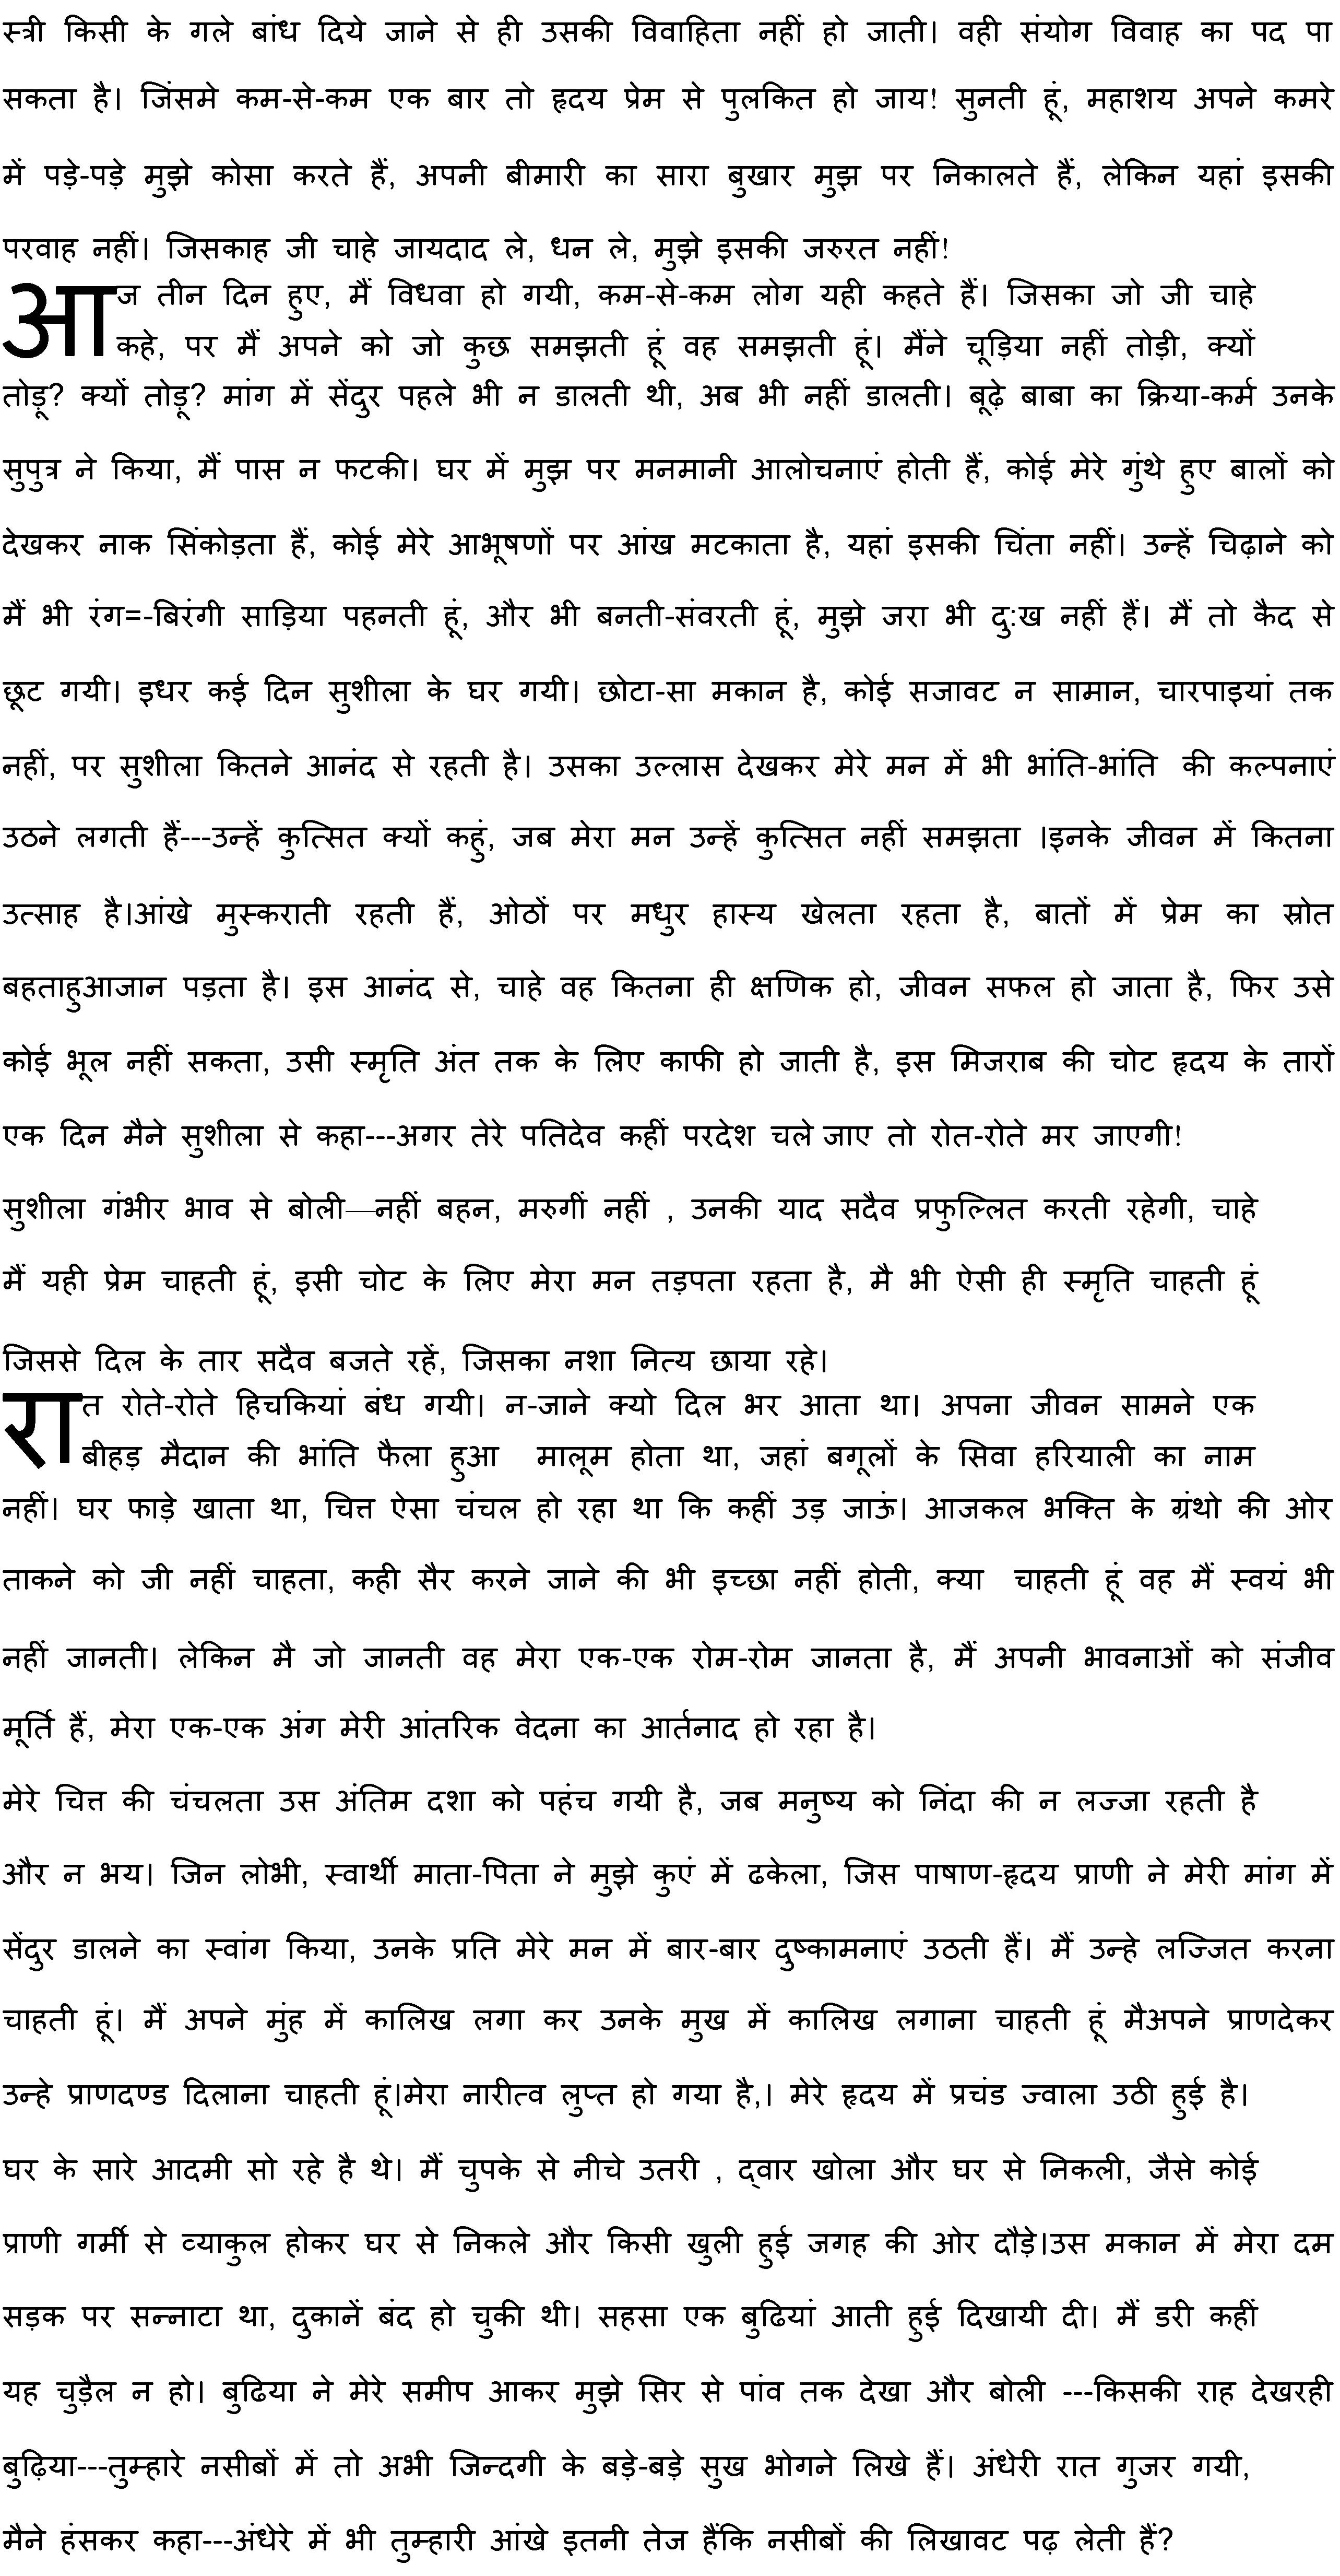 स्त्री किसी के गले बांध दिये जाने से ही उसकी विवाहिता नहीं हो जाती। वही संयोग विवाह का पद पा
सकता है। जिंसमे कम-से-कम एक बार तो हृदय प्रेम से पुलकित हो जाय! सुनती हूं, महाशय अपने कमरे
में पड़े-पड़े मुझे कोसा करते हैं, अपनी बीमारी का सारा बुखार मुझ पर निकालते हैं, लेकिन यहां इसकी
परवाह नहीं। जिसकाह जी चाहे जायदाद ले, धन ले, मुझे इसकी जरुरत नहीं!
आज तीन दिन हुए, मैं विधवा हो गयी, कम-से-कम लोग यही कहते हैं। जिसका जो जी चाहे
कहे, पर मैं अपने को जो कुछ समझती हूं वह समझती हूं। मैंने चूड़िया नहीं तोड़ी, क्यों
तोड़ू? क्यों तोड़ू? मांग में सेंदुर पहले भी न डालती थी, अब भी नहीं डालती। बूढ़े बाबा का क्रिया-कर्म उनके
सुपुत्र ने किया, मैं पास न फटकी। घर में मुझ पर मनमानी आलोचनाएं होती हैं, कोई मेरे गुंथे हुए बालों को
देखकर नाक सिंकोड़ता हैं, कोई मेरे आभूषणों पर आंख मटकाता है, यहां इसकी चिंता नहीं। उन्हें चिढ़ाने को
मैं भी रंग=-बिरंगी साड़िया पहनती हूं, और भी बनती-संवरती हूं, मुझे जरा भी दु:ख नहीं हैं। मैं तो कैद से
छूट गयी। इधर कई दिन सुशीला के घर गयी। छोटा-सा मकान है, कोई सजावट न सामान, चारपाइयां तक
नहीं, पर सुशीला कितने आनंद से रहती है। उसका उल्लास देखकर मेरे मन में भी भांति-भांति की कल्पनाएं
उठने लगती हैं---उन्हें कुत्सित क्यों कहुं, जब मेरा मन उन्हें कुत्सित नहीं समझता ।इनके जीवन में कितना
उत्साह है।आंखे मुस्कराती रहती हैं, ओठों पर मधुर हास्य खेलता रहता है, बातों में प्रेम का स्रोत
बहताहुआजान पड़ता है। इस आनंद से, चाहे वह कितना ही क्षणिक हो, जीवन सफल हो जाता है, फिर उसे
कोई भूल नहीं सकता, उसी स्मृति अंत तक के लिए काफी हो जाती है, इस मिजराब की चोट हृदय के तारों
एक दिन मैने सुशीला से कहा---अगर तेरे पतिदेव कहीं परदेश चले जाए तो रोत-रोते मर जाएगी!
सुशीला गंभीर भाव से बोली—नहीं बहन, मरुगीं नहीं , उनकी याद सदैव प्रफुल्लित करती रहेगी, चाहे
मैं यही प्रेम चाहती हूं, इसी चोट के लिए मेरा मन तड़पता रहता है, मै भी ऐसी ही स्मृति चाहती हूं
जिससे दिल के तार सदैव बजते रहें, जिसका नशा नित्य छाया रहे।
रात रोते-रोते हिचकियां बंध गयी। न-जाने क्यो दिल भर आता था। अपना जीवन सामने एक
बीहड़ मैदान की भांति फैला हुआ मालूम होता था, जहां बगूलों के सिवा हरियाली का नाम
नहीं। घर फाड़े खाता था, चित्त ऐसा चंचल हो रहा था कि कहीं उड़ जाऊं। आजकल भक्ति के ग्रंथो की ओर
ताकने को जी नहीं चाहता, कही सैर करने जाने की भी इच्छा नहीं होती, क्या चाहती हूं वह मैं स्वयं भी
नहीं जानती। लेकिन मै जो जानती वह मेरा एक-एक रोम-रोम जानता है, मैं अपनी भावनाओं को संजीव
मूर्ति हैं, मेरा एक-एक अंग मेरी आंतरिक वेदना का आर्तनाद हो रहा है।
मेरे चित्त की चंचलता उस अंतिम दशा को पहंच गयी है, जब मनुष्य को निंदा की न लज्जा रहती है
और न भय। जिन लोभी, स्वार्थी माता-पिता ने मुझे कुएं में ढकेला, जिस पाषाण-हृदय प्राणी ने मेरी मांग में
सेंदुर डालने का स्वांग किया, उनके प्रति मेरे मन में बार-बार दुष्कामनाएं उठती हैं। मैं उन्हे लज्जित करना
चाहती हूं। मैं अपने मुंह में कालिख लगा कर उनके मुख में कालिख लगाना चाहती हूं मैअपने प्राणदेकर
उन्हे प्राणदण्ड दिलाना चाहती हूं।मेरा नारीत्व लुप्त हो गया है,। मेरे हृदय में प्रचंड ज्वाला उठी हुई है।
घर के सारे आदमी सो रहे है थे। मैं चुपके से नीचे उतरी , द्वार खोला और घर से निकली, जैसे कोई
प्राणी गर्मी से व्याकुल होकर घर से निकले और किसी खुली हुई जगह की ओर दौड़े।उस मकान में मेरा दम
सड़क पर सन्नाटा था, दुकानें बंद हो चुकी थी। सहसा एक बुढियां आती हुई दिखायी दी। मैं डरी कहीं
यह चुड़ैल न हो। बुढिया ने मेरे समीप आकर मुझे सिर से पांव तक देखा और बोली ---किसकी राह देखरही
बुढ़िया---तुम्हारे नसीबों में तो अभी जिन्दगी के बड़े-बड़े सुख भोगने लिखे हैं। अंधेरी रात गुजर गयी,
मैने हंसकर कहा---अंधेरे में भी तुम्हारी आंखे इतनी तेज हैंकि नसीबों की लिखावट पढ़ लेती हैं?